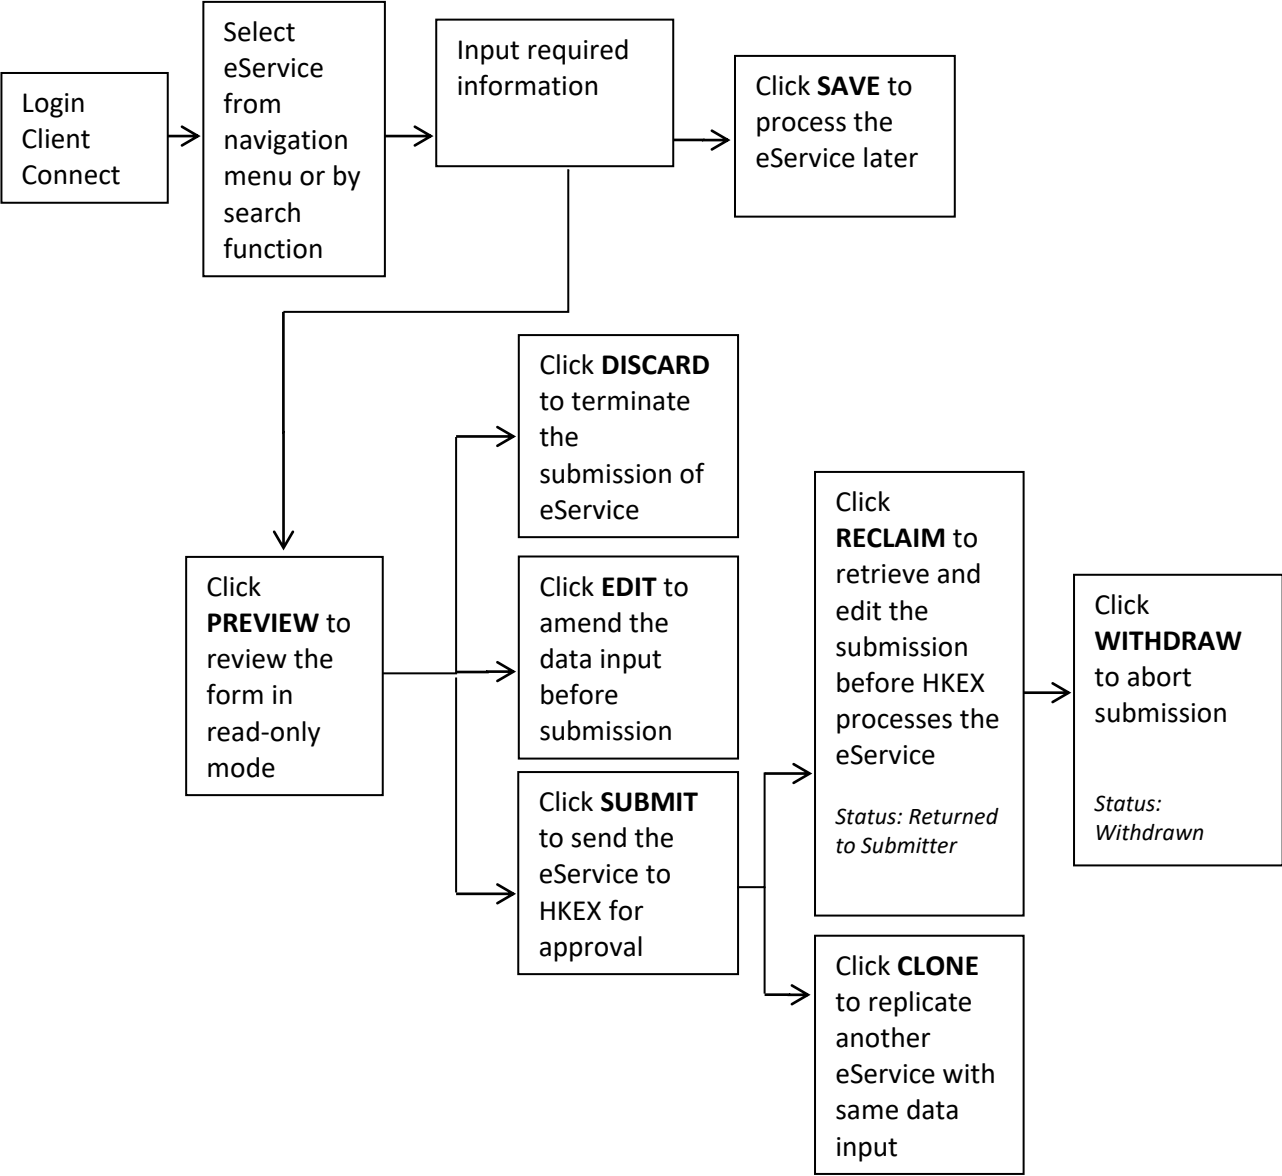 Login
Client
Connect
Select
eService
from
navigation
menu or by
search
function
Input required
information
Click SAVE to
process the
eService later
Click DISCARD
to terminate
the
submission of
eService
Click
PREVIEW to
review the
form in
read-only
mode
Click EDIT to
amend the
data input
before
submission
Click SUBMIT
to send the
eService to
HKEX for
approval
Click
RECLAIM to
retrieve and
edit the
submission
before HKEX
processes the
eService
Status: Returned
to Submitter
Click
WITHDRAW
to abort
submission
Status:
Withdrawn
Click CLONE
to replicate
another
eService with
same data
input